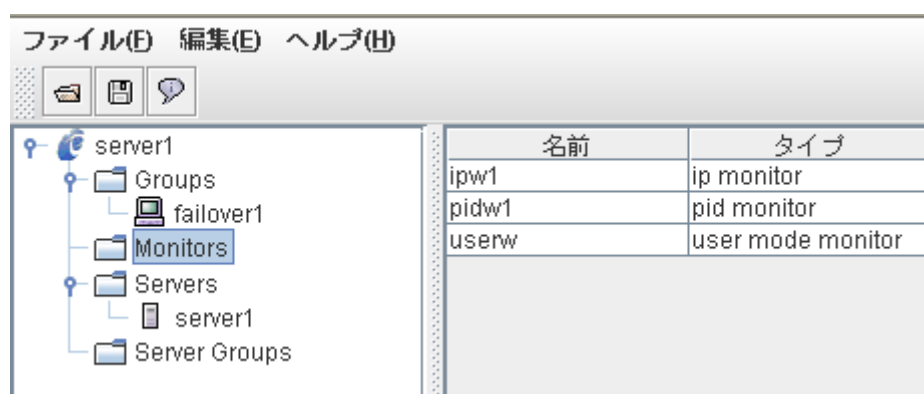 ファイル(F) 編集(E) ヘルプ(H)
server1
Groups
failover1
Monitors
Servers
server1
Server Groups
名前 タイプ
ipw1 ip monitor
pidw1 pid monitor
userw user mode monitor